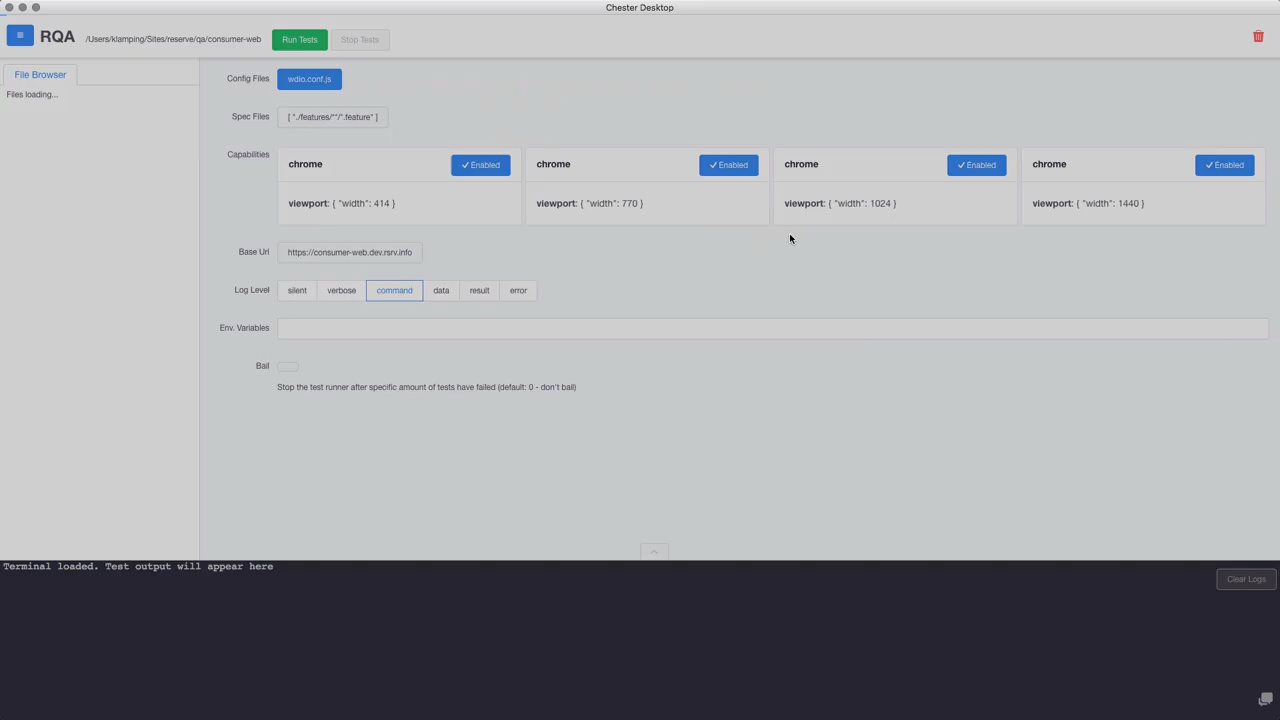 Chester Desktop
RQA /Users/klamping/Sites/reserve/qa/consumer-web Run Tests Stop Tests
File Browser
Files loading...
Config Files wdio.conf.js
Spec Files [ "./features/**/*.feature" ]
Capabilities
chrome Enabled chrome Enabled chrome Enabled chrome Enabled
viewport: { "width": 414 } viewport: { "width": 770 } viewport: { "width": 1024 } viewport: { "width": 1440 }
Base Url https://consumer-web.dev.rsrv.info
Log Level silent verbose command data result error
Env. Variables
Bail
Stop the test runner after specific amount of tests have failed (default: 0 - don't bail)
Terminal loaded. Test output will appear here
Clear Logs